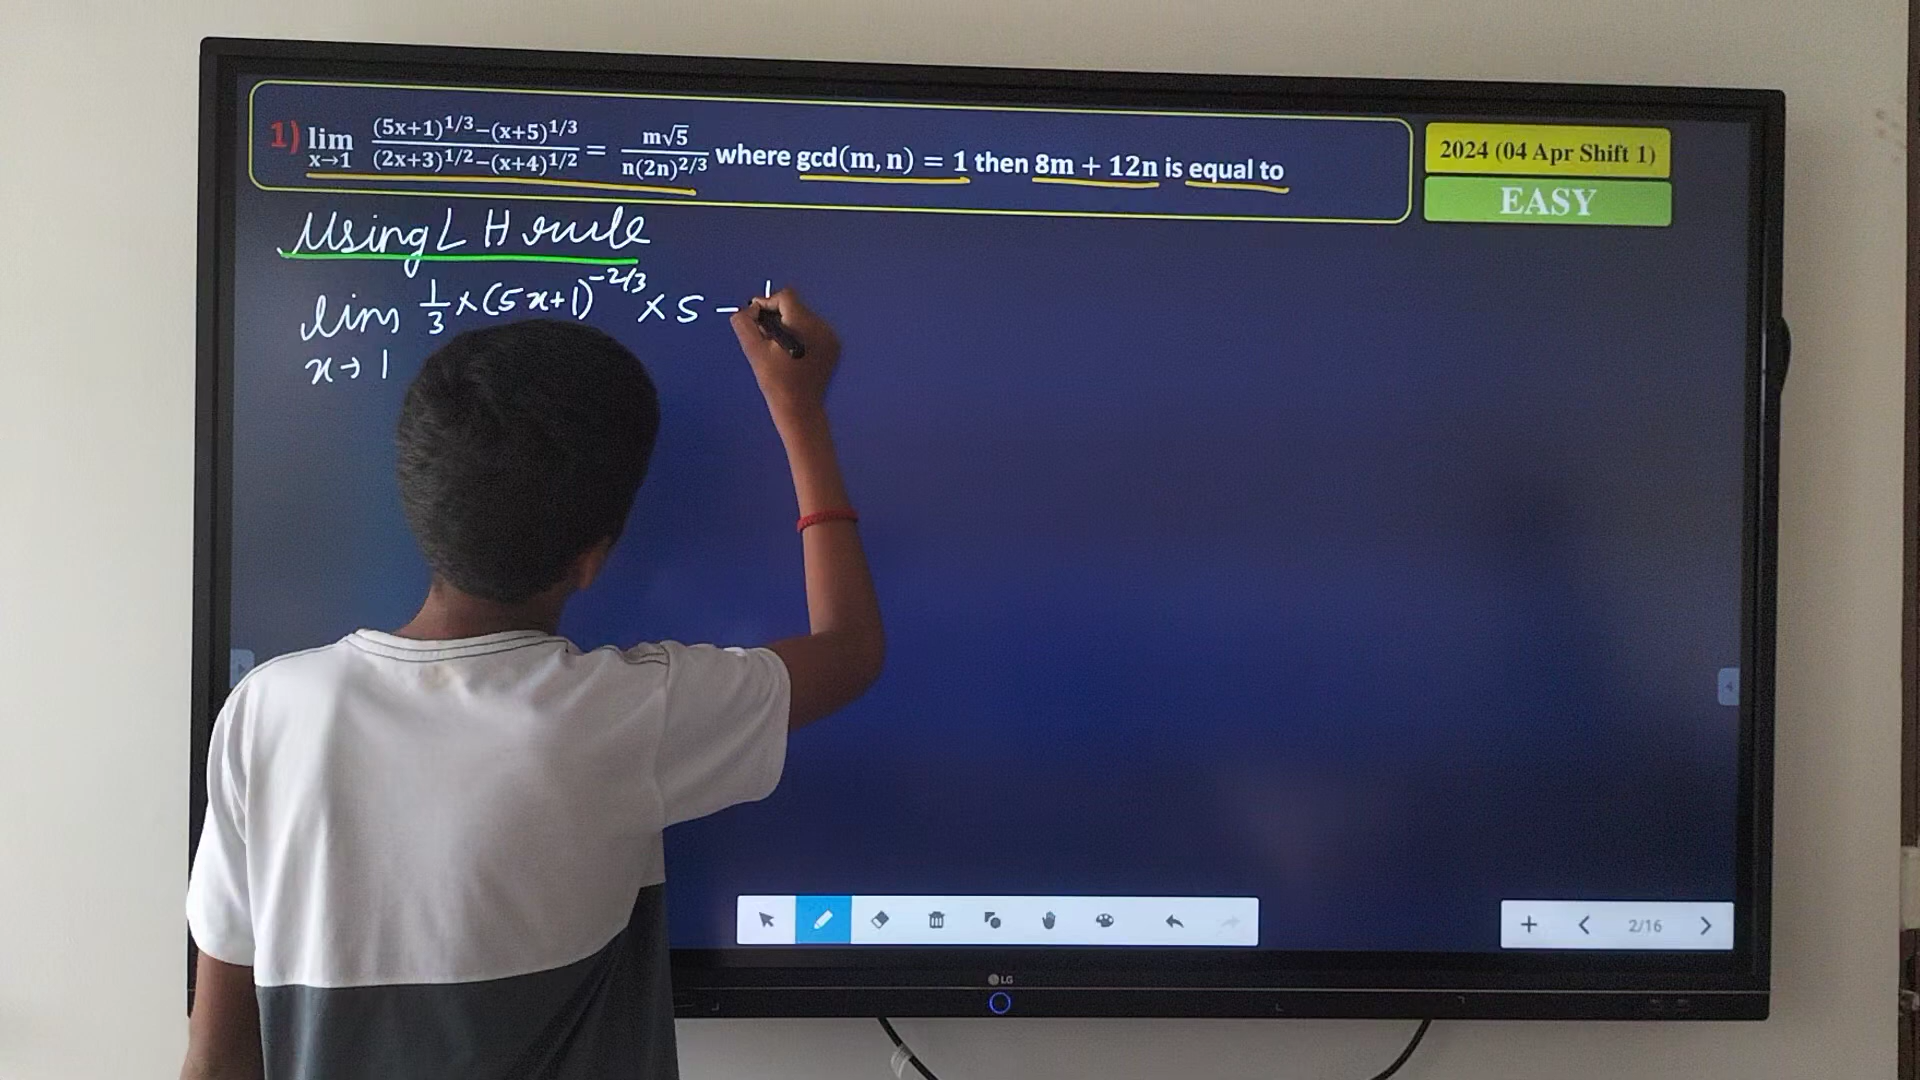 1) lim x→1 (5x+1)^1/3−(x+5)^1/3 / (2x+3)^1/2−(x+4)^1/2 = m√5 / n(2n)^2/3 where gcd(m, n) = 1 then 8m + 12n is equal to
2024 (04 Apr Shift 1)
EASY
Using L H rule
lim x→1 1/3 × (5x+1)^-2/3 × 5 − 1
2/16
LG